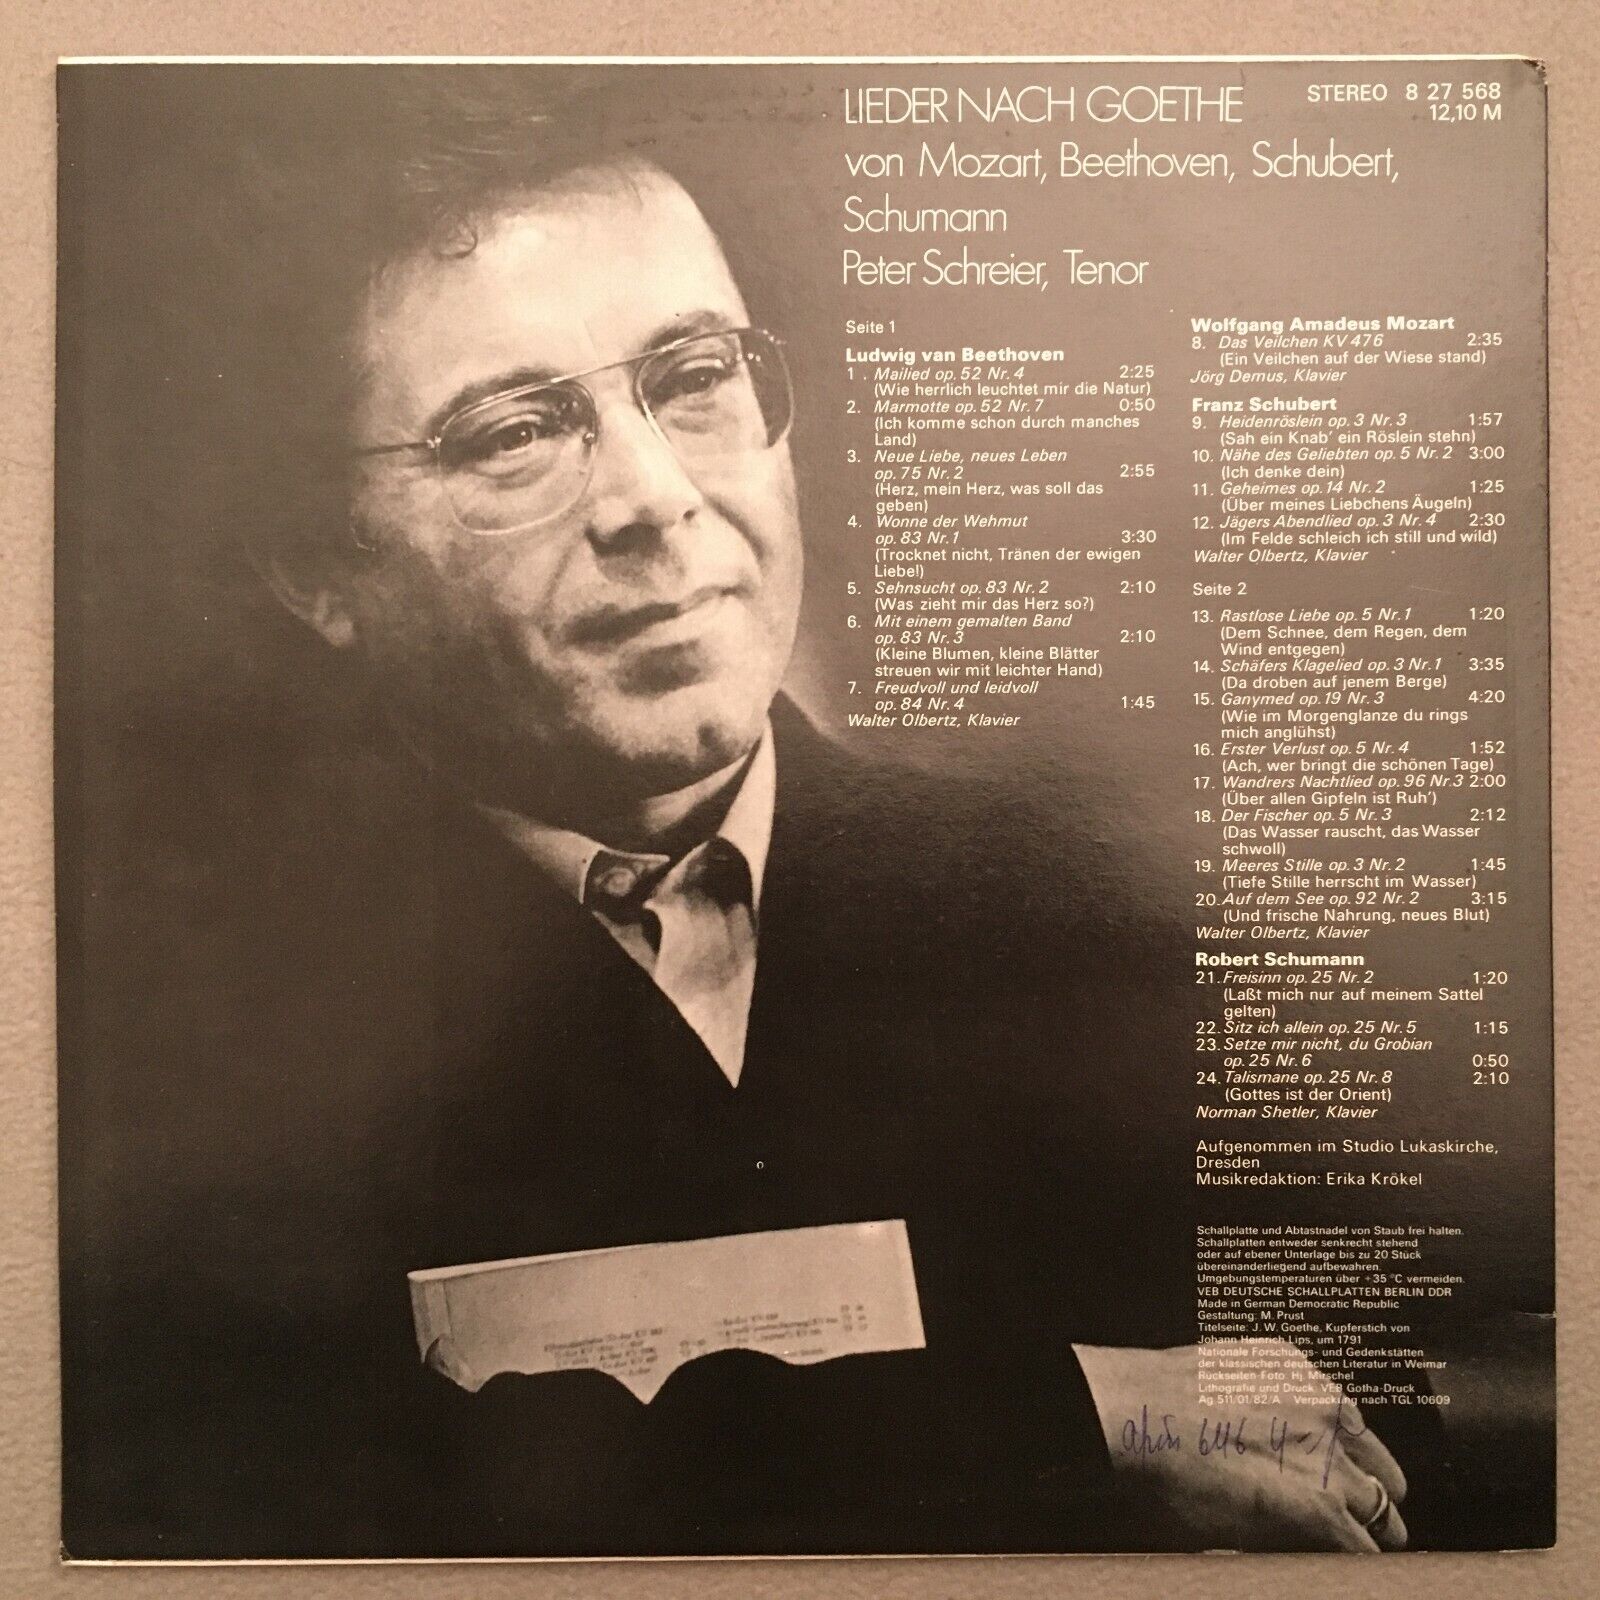 LIEDER NACH GOETHE
STEREO 8 27 568
12,10 M
von Mozart, Beethoven, Schubert,
Schumann
Peter Schreier, Tenor
Seite 1
Ludwig van Beethoven
1 . Mailied op. 52 Nr. 4 2:25
(Wie herrlich leuchtet mir die Natur)
2. Marmotte op. 52 Nr. 7 0:50
(Ich komme schon durch manches
Land)
3. Neue Liebe, neues Leben
op. 75 Nr. 2 2:55
(Herz, mein Herz, was soll das
geben)
4. Wonne der Wehmut
op. 83 Nr. 1 3:30
(Trocknet nicht, Tränen der ewigen
Liebe!)
5. Sehnsucht op. 83 Nr. 2 2:10
(Was zieht mir das Herz so?)
6. Mit einem gemalten Band
op. 83 Nr. 3 2:10
(Kleine Blumen, kleine Blätter
streuen wir mit leichter Hand)
7. Freudvoll und leidvoll
op. 84 Nr. 4 1:45
Walter Olbertz, Klavier
Wolfgang Amadeus Mozart
8. Das Veilchen KV 476 2:35
(Ein Veilchen auf der Wiese stand)
Jörg Demus, Klavier
Franz Schubert
9. Heidenröslein op. 3 Nr. 3 1:57
(Sah ein Knab' ein Röslein stehn)
10. Nähe des Geliebten op. 5 Nr. 2 3:00
(Ich denke dein)
11. Geheimes op. 14 Nr. 2 1:25
(Über meines Liebchens Äugeln)
12. Jägers Abendlied op. 3 Nr. 4 2:30
(Im Felde schleich ich still und wild)
Walter Olbertz, Klavier
Seite 2
13. Rastlose Liebe op. 5 Nr. 1 1:20
(Dem Schnee, dem Regen, dem
Wind entgegen)
14. Schäfers Klagelied op. 3 Nr. 1 3:35
(Da droben auf jenem Berge)
15. Ganymed op. 19 Nr. 3 4:20
(Wie im Morgenglanze du rings
mich anglühst)
16. Erster Verlust op. 5 Nr. 4 1:52
(Ach, wer bringt die schönen Tage)
17. Wandrers Nachtlied op. 96 Nr. 3 2:00
(Über allen Gipfeln ist Ruh')
18. Der Fischer op. 5 Nr. 3 2:12
(Das Wasser rauscht, das Wasser
schwoll)
19. Meeres Stille op. 3 Nr. 2 1:45
(Tiefe Stille herrscht im Wasser)
20. Auf dem See op. 92 Nr. 2 3:15
(Und frische Nahrung, neues Blut)
Walter Olbertz, Klavier
Robert Schumann
21. Freisinn op. 25 Nr. 2 1:20
(Laßt mich nur auf meinem Sattel
gelten)
22. Sitz ich allein op. 25 Nr. 5 1:15
23. Setze mir nicht, du Grobian
op. 25 Nr. 6 0:50
24. Talismane op. 25 Nr. 8 2:10
(Gottes ist der Orient)
Norman Shetler, Klavier
Aufgenommen im Studio Lukaskirche,
Dresden
Musikredaktion: Erika Krökel
Schallplatte und Abtastnadel von Staub frei halten.
Schallplatten entweder senkrecht stehend
oder auf ebener Unterlage bis zu 20 Stück
übereinanderliegend aufbewahren.
Umgebungstemperaturen über +35 °C vermeiden.
VEB DEUTSCHE SCHALLPLATTEN BERLIN DDR
Made in German Democratic Republic
Gestaltung: M. Prust
Titelseite: J. W. Goethe, Kupferstich von
Johann Heinrich Lips, um 1791
Nationale Forschungs- und Gedenkstätten
der klassischen deutschen Literatur in Weimar
Rückseiten-Foto: Hj. Mirschel
Lithografie und Druck: VEB Gotha-Druck
Ag 511/01/82/A Verpackung nach TGL 10609
646 4